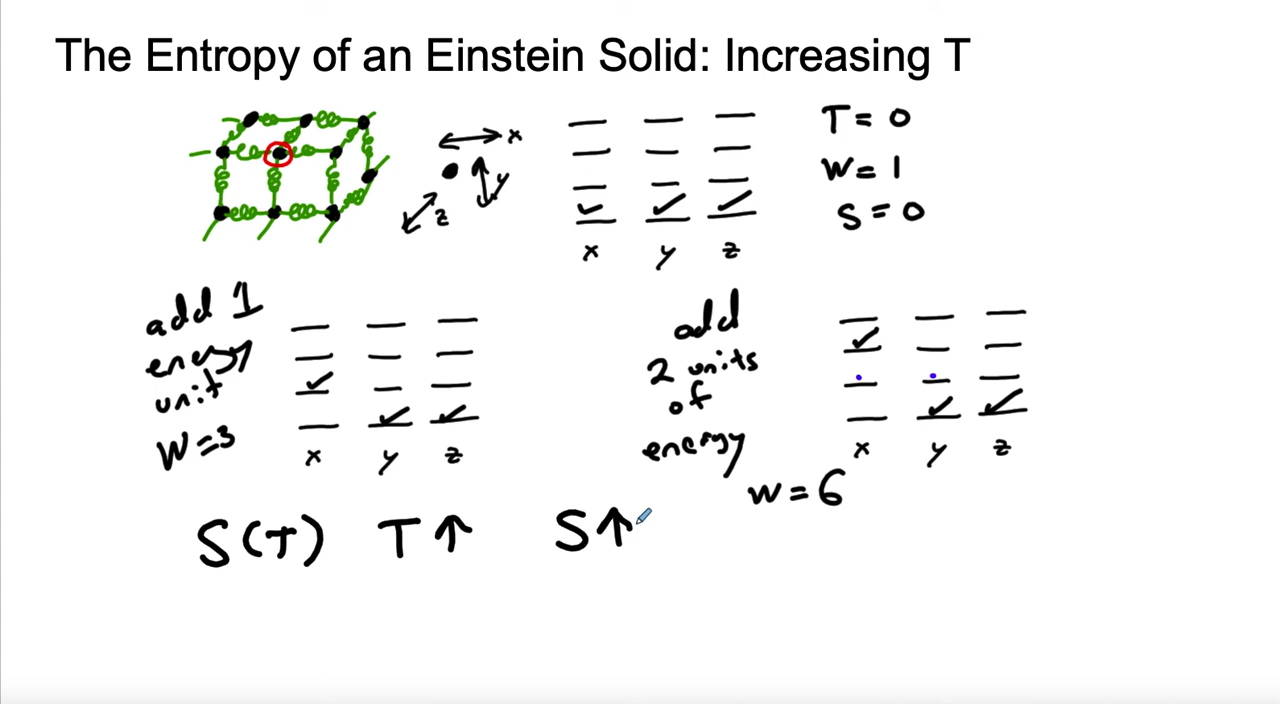 The Entropy of an Einstein Solid: Increasing T
x
y
z
T = 0
W = 1
S = 0
x y z
add 1
energy
unit
W = 3
x y z
add
2 units
of
energy
W = 6
x y z
S(T) T↑ S↑